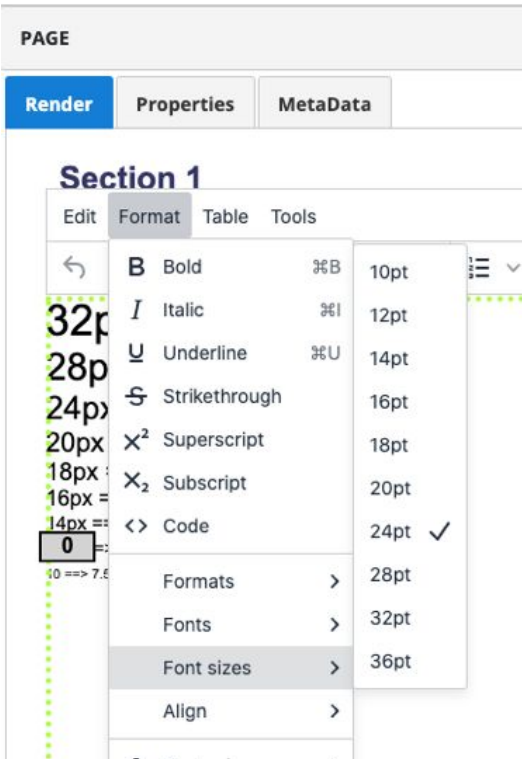 PAGE
Render Properties MetaData
Section 1
Edit Format Table Tools
B Bold ⌘B
I Italic ⌘I
U Underline ⌘U
S Strikethrough
X² Superscript
X₂ Subscript
<> Code
Formats
Fonts
Font sizes
Align
10pt
12pt
14pt
16pt
18pt
20pt
24pt ✓
28pt
32pt
36pt
32p
28p
24px
20px
18px
16px =
14px ==
0
==> 7.5